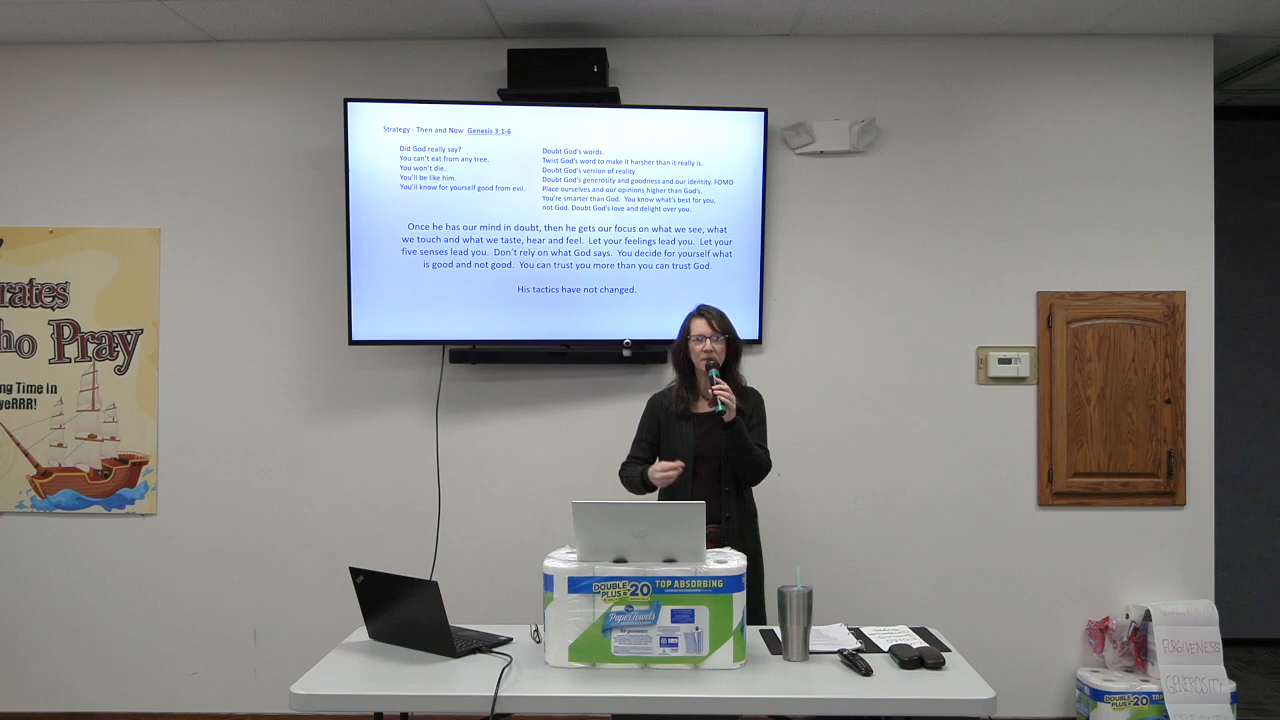 Strategy - Then and Now Genesis 3:1-6
Did God really say?
You can't eat from any tree.
You won't die.
You'll be like him.
You'll know for yourself good from evil.
Doubt God's words.
Twist God's word to make it harsher than it really is.
Doubt God's version of reality.
Doubt God's generosity and goodness and our identity. FOMO
Place ourselves and our opinions higher than God's.
You're smarter than God. You know what's best for you,
not God. Doubt God's love and delight over you.
Once he has our mind in doubt, then he gets our focus on what we see, what
we touch and what we taste, hear and feel. Let your feelings lead you. Let your
five senses lead you. Don't rely on what God says. You decide for yourself what
is good and not good. You can trust you more than you can trust God.
His tactics have not changed.
rates
ho Pray
ng Time in
yeRRR!
DOUBLE
PLUS = 20
TOP ABSORBING
Paper Towels
FORGIVENESS
GENEROSITY
DOUBLE
PLUS = 20